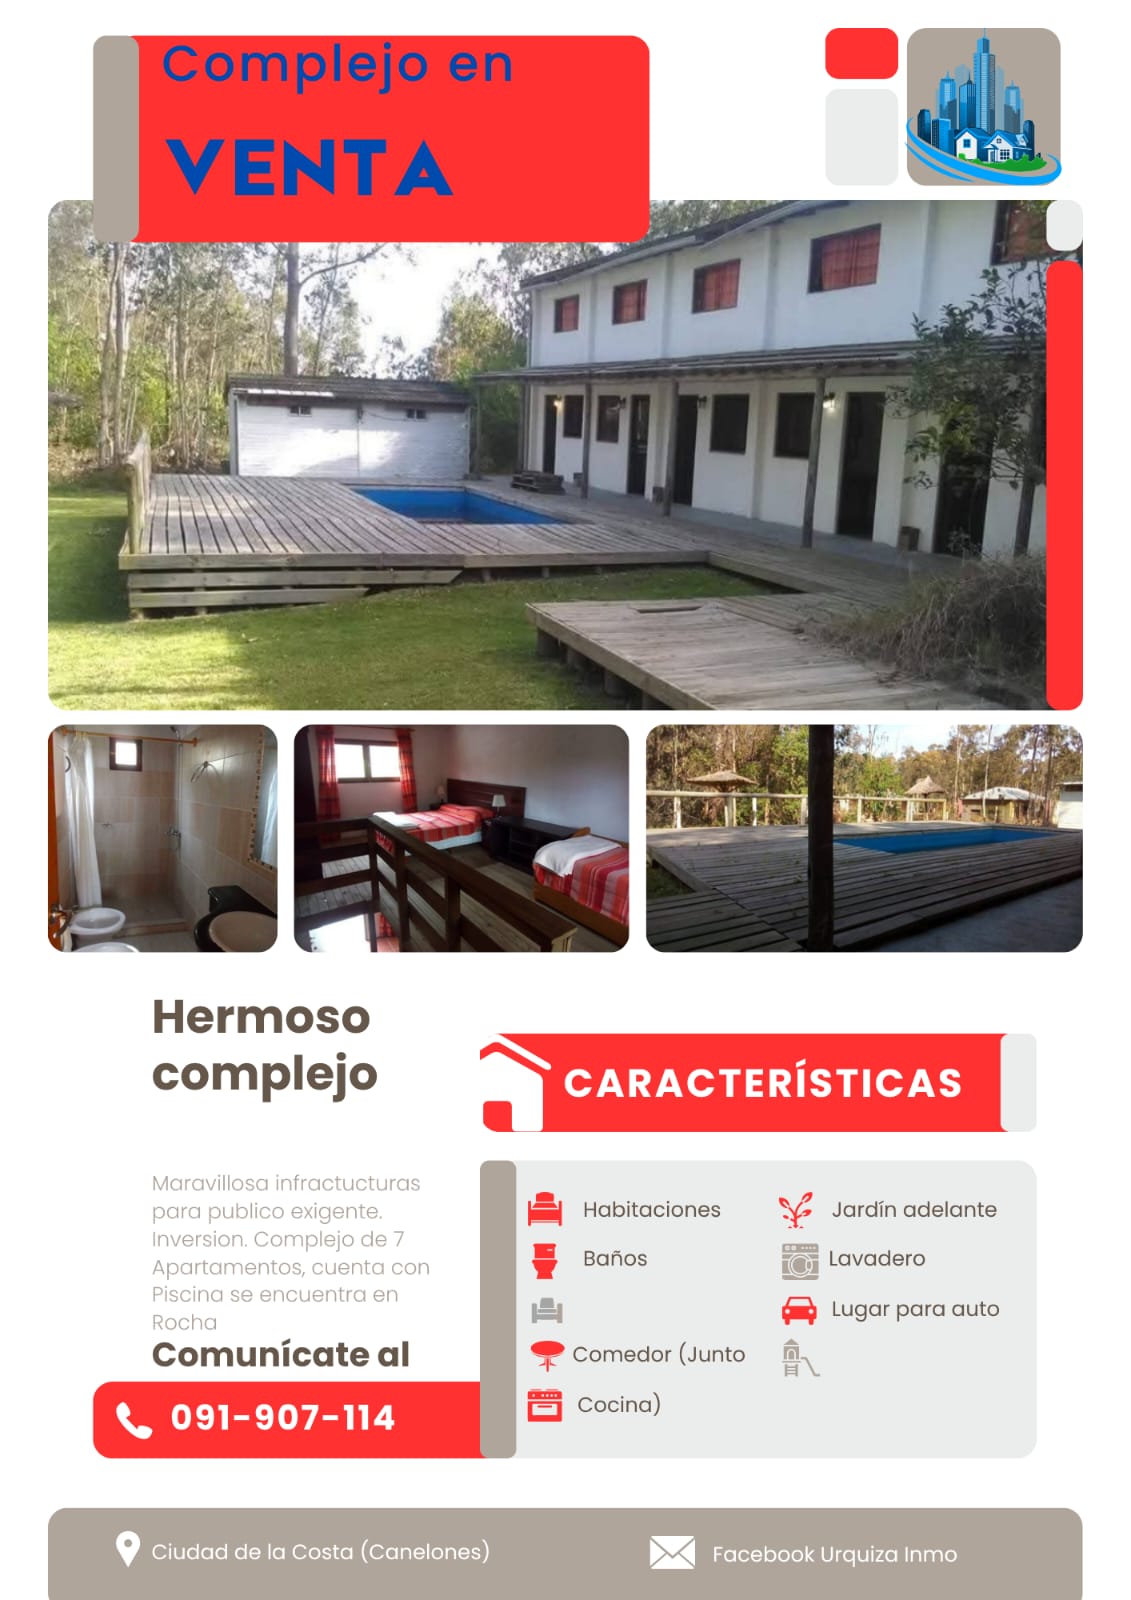 Complejo en
VENTA
Hermoso
complejo
Maravillosa infractucturas
para publico exigente.
Inversion. Complejo de 7
Apartamentos, cuenta con
Piscina se encuentra en
Rocha
Comunícate al
091-907-114
CARACTERÍSTICAS
Habitaciones
Baños
Comedor (Junto
Cocina)
Jardín adelante
Lavadero
Lugar para auto
Ciudad de la Costa (Canelones)
Facebook Urquiza Inmo